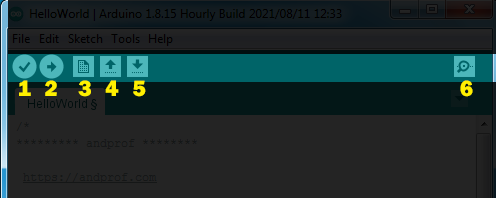 HelloWorld | Arduino 1.8.15 Hourly Build 2021/08/11 12:33
File Edit Sketch Tools Help
1 2 3 4 5 6
HelloWorld §
/*
********* andprof ********
https://andprof.com